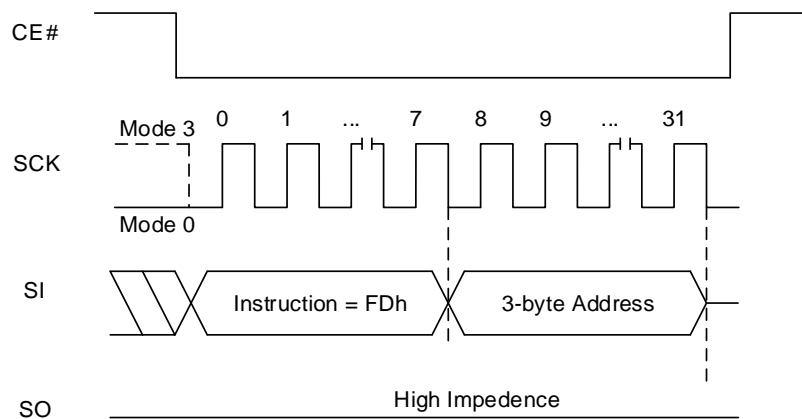 CE#
0 1 ... 7 8 9 ... 31
Mode 3
SCK
Mode 0
SI
Instruction = FDh 3-byte Address
High Impedence
SO